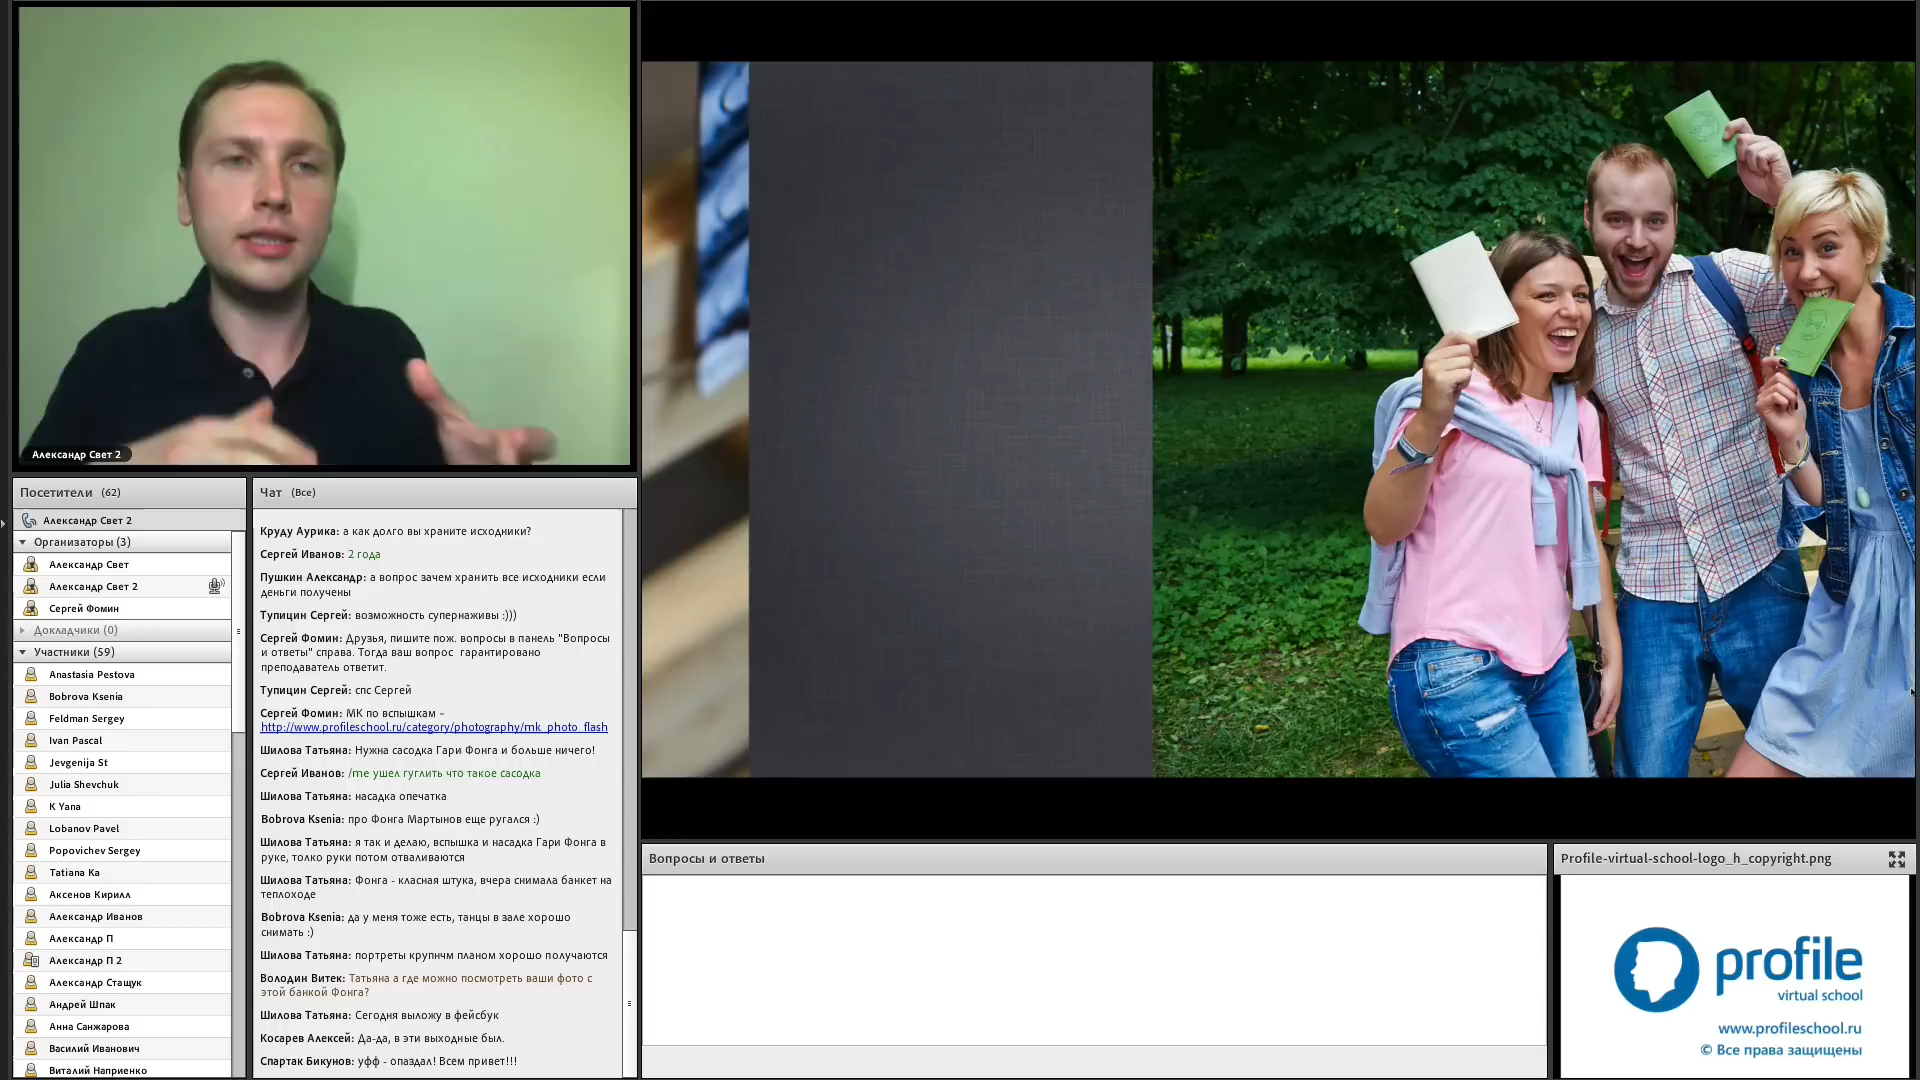 Александр Свет 2
Посетители (62)
Александр Свет 2
Организаторы (3)
Александр Свет
Александр Свет 2
Сергей Фомин
Докладчики (0)
Участники (59)
Anastasia Pestova
Bobrova Ksenia
Feldman Sergey
Ivan Pascal
Jevgenija St
Julia Shevchuk
K Yana
Lobanov Pavel
Popovichev Sergey
Tatiana Ka
Аксенов Кирилл
Александр Иванов
Александр П
Александр П 2
Александр Стащук
Андрей Шпак
Анна Санжарова
Василий Иванович
Виталий Наприенко
Чат (Все)
Круду Аурика: а как долго вы храните исходники?
Сергей Иванов: 2 года
Пушкин Александр: а вопрос зачем хранить все исходники если
деньги получены
Тупицин Сергей: возможность супернаживы :)))
Сергей Фомин: Друзья, пишите пож. вопросы в панель "Вопросы
и ответы" справа. Тогда ваш вопрос гарантировано
преподаватель ответит.
Тупицин Сергей: спс Сергей
Сергей Фомин: МК по вспышкам –
http://www.profileschool.ru/category/photography/mk_photo_flash
Шилова Татьяна: Нужна сасодка Гари Фонга и больше ничего!
Сергей Иванов: /me ушел гуглить что такое сасодка
Шилова Татьяна: насадка опечатка
Bobrova Ksenia: про Фонга Мартынов еще ругался :)
Шилова Татьяна: я так и делаю, вспышка и насадка Гари Фонга в
руке, толко руки потом отваливаются
Шилова Татьяна: Фонга - класная штука, вчера снимала банкет на
теплоходе
Bobrova Ksenia: да у меня тоже есть, танцы в зале хорошо
снимать :)
Шилова Татьяна: портреты крупнчм планом хорошо получаются
Володин Витек: Татьяна а где можно посмотреть ваши фото с
этой банкой Фонга?
Шилова Татьяна: Сегодня выложу в фейсбук
Косарев Алексей: Да-да, в эти выходные был.
Спартак Бикунов: уфф - опаздал! Всем привет!!!
Вопросы и ответы
Profile-virtual-school-logo_h_copyright.png
profile
virtual school
www.profileschool.ru
© Все права защищены